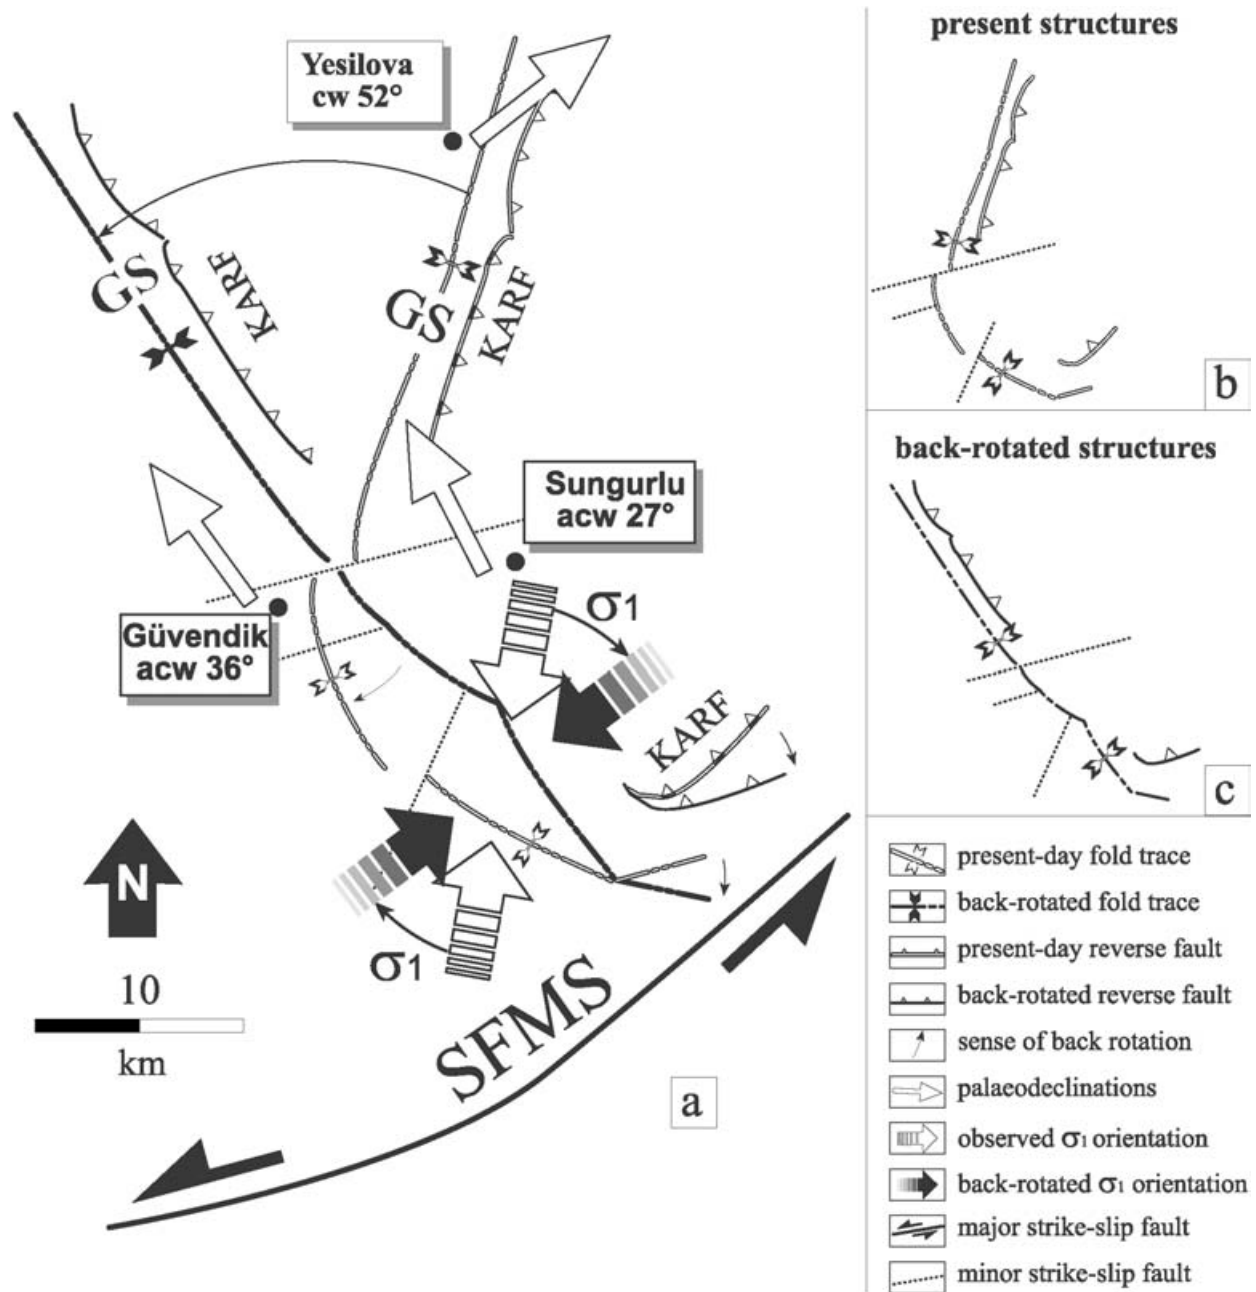 present structures
Yesilova
cw 52°
GS
KARF
GS
KARF
b
back-rotated structures
Sungurlu
acw 27°
Güvendik
acw 36°
σ1
KARF
c
N
σ1
10
km
SFMS
a
present-day fold trace
back-rotated fold trace
present-day reverse fault
back-rotated reverse fault
sense of back rotation
palaeodeclinations
observed σ1 orientation
back-rotated σ1 orientation
major strike-slip fault
minor strike-slip fault